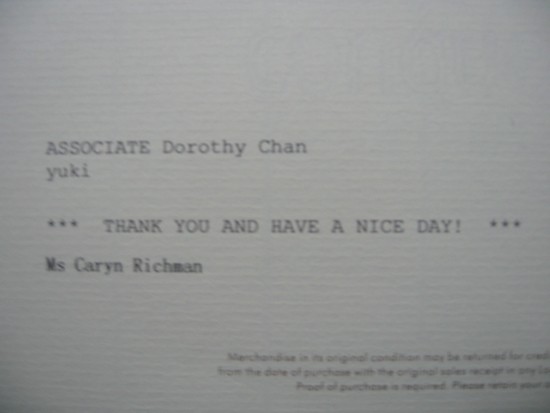 ASSOCIATE Dorothy Chan
yuki
*** THANK YOU AND HAVE A NICE DAY! ***
Ms Caryn Richman
Merchandise in its original condition may be returned for
from the date of purchase with the original sales receipt in any
Proof of purchase is required. Please retain your